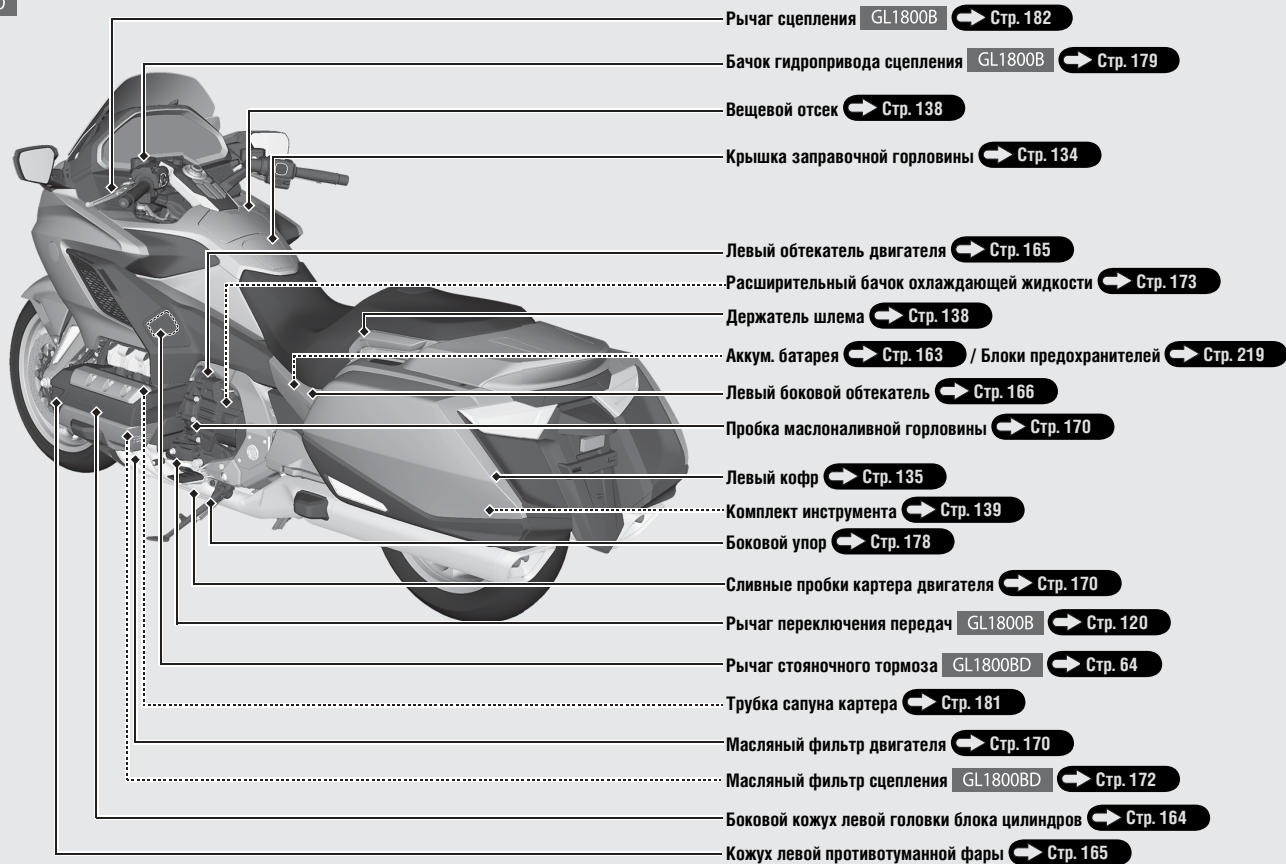 Рычаг сцепления GL1800B Стр. 182
Бачок гидропривода сцепления GL1800B Стр. 179
Вещевой отсек Стр. 138
Крышка заправочной горловины Стр. 134
Левый обтекатель двигателя Стр. 165
Расширительный бачок охлаждающей жидкости Стр. 173
Держатель шлема Стр. 138
Аккум. батарея Стр. 163 / Блоки предохранителей Стр. 219
Левый боковой обтекатель Стр. 166
Пробка маслоналивной горловины Стр. 170
Левый кофр Стр. 135
Комплект инструмента Стр. 139
Боковой упор Стр. 178
Сливные пробки картера двигателя Стр. 170
Рычаг переключения передач GL1800B Стр. 120
Рычаг стояночного тормоза GL1800BD Стр. 64
Трубка сапуна картера Стр. 181
Масляный фильтр двигателя Стр. 170
Масляный фильтр сцепления GL1800BD Стр. 172
Боковой кожух левой головки блока цилиндров Стр. 164
Кожух левой противотуманной фары Стр. 165